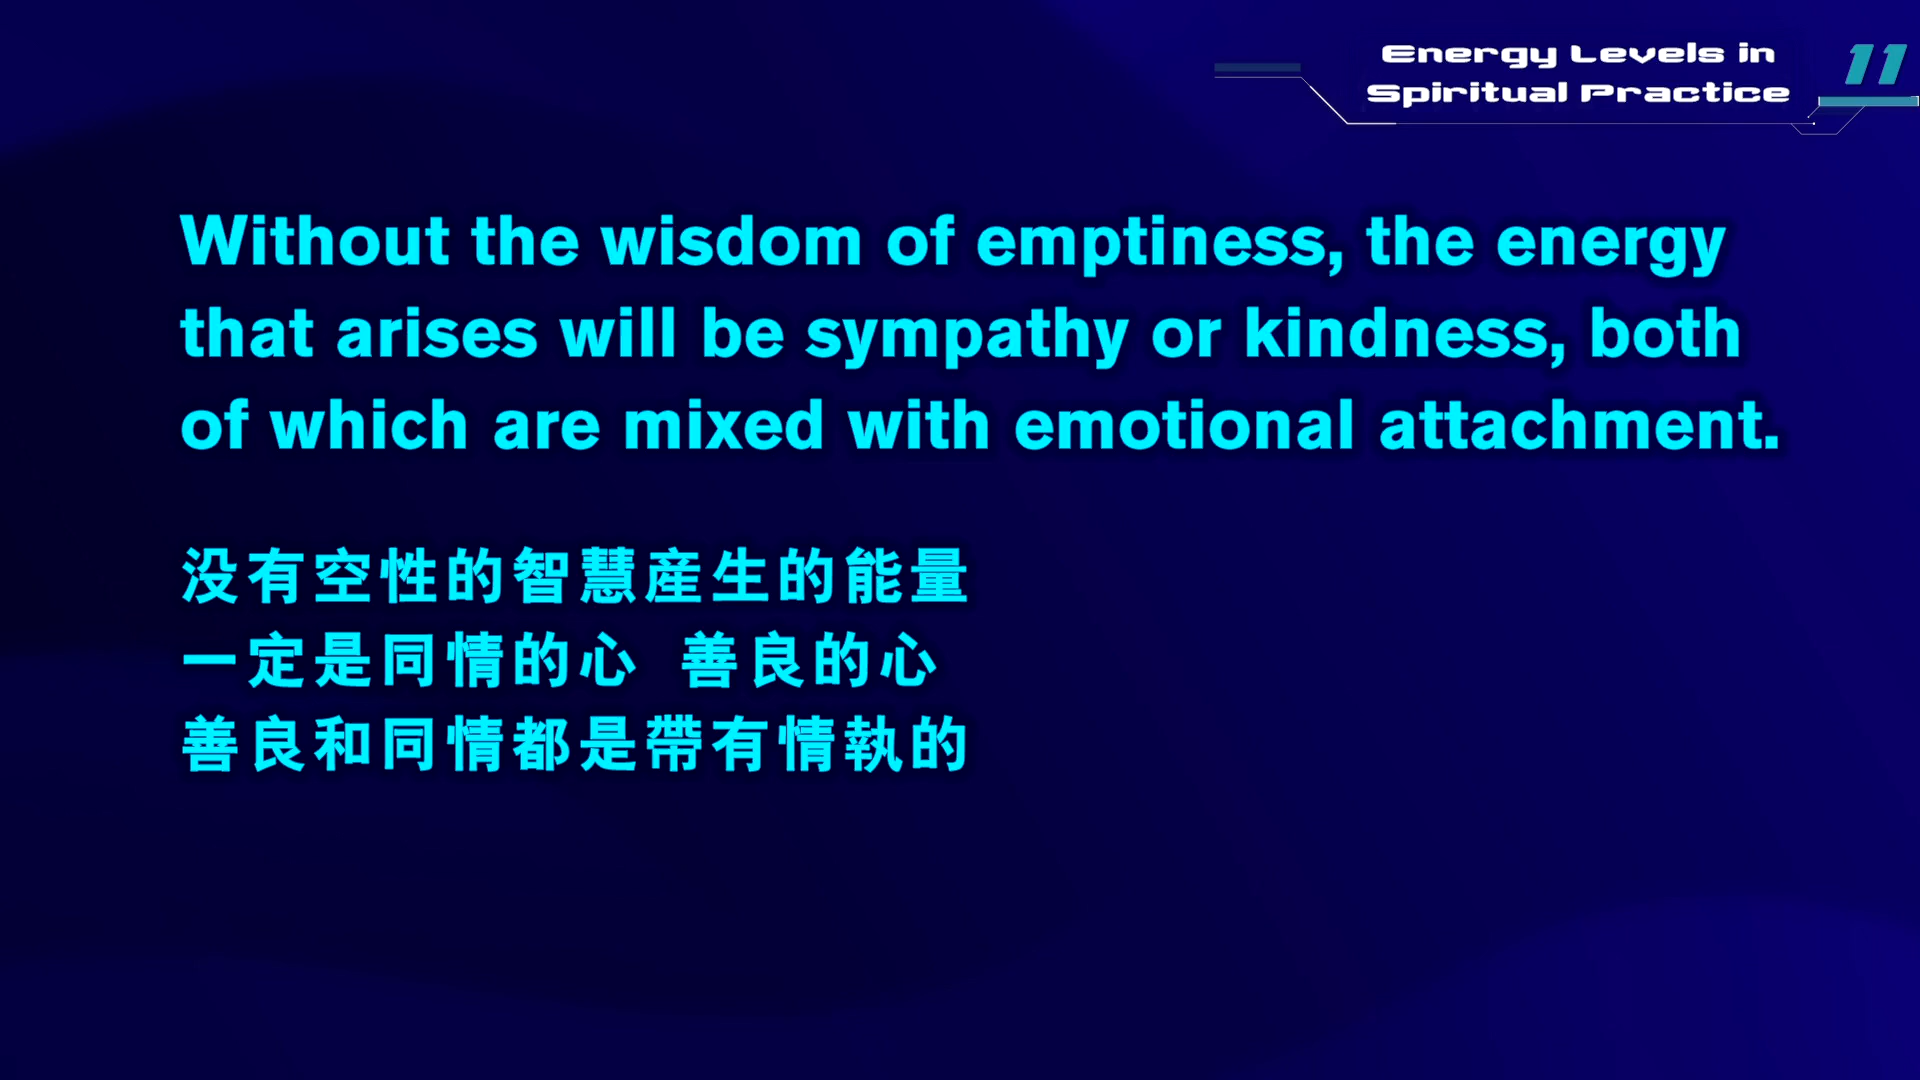 Energy Levels in
Spiritual Practice
11
Without the wisdom of emptiness, the energy
that arises will be sympathy or kindness, both
of which are mixed with emotional attachment.
没有空性的智慧産生的能量
一定是同情的心 善良的心
善良和同情都是帶有情執的